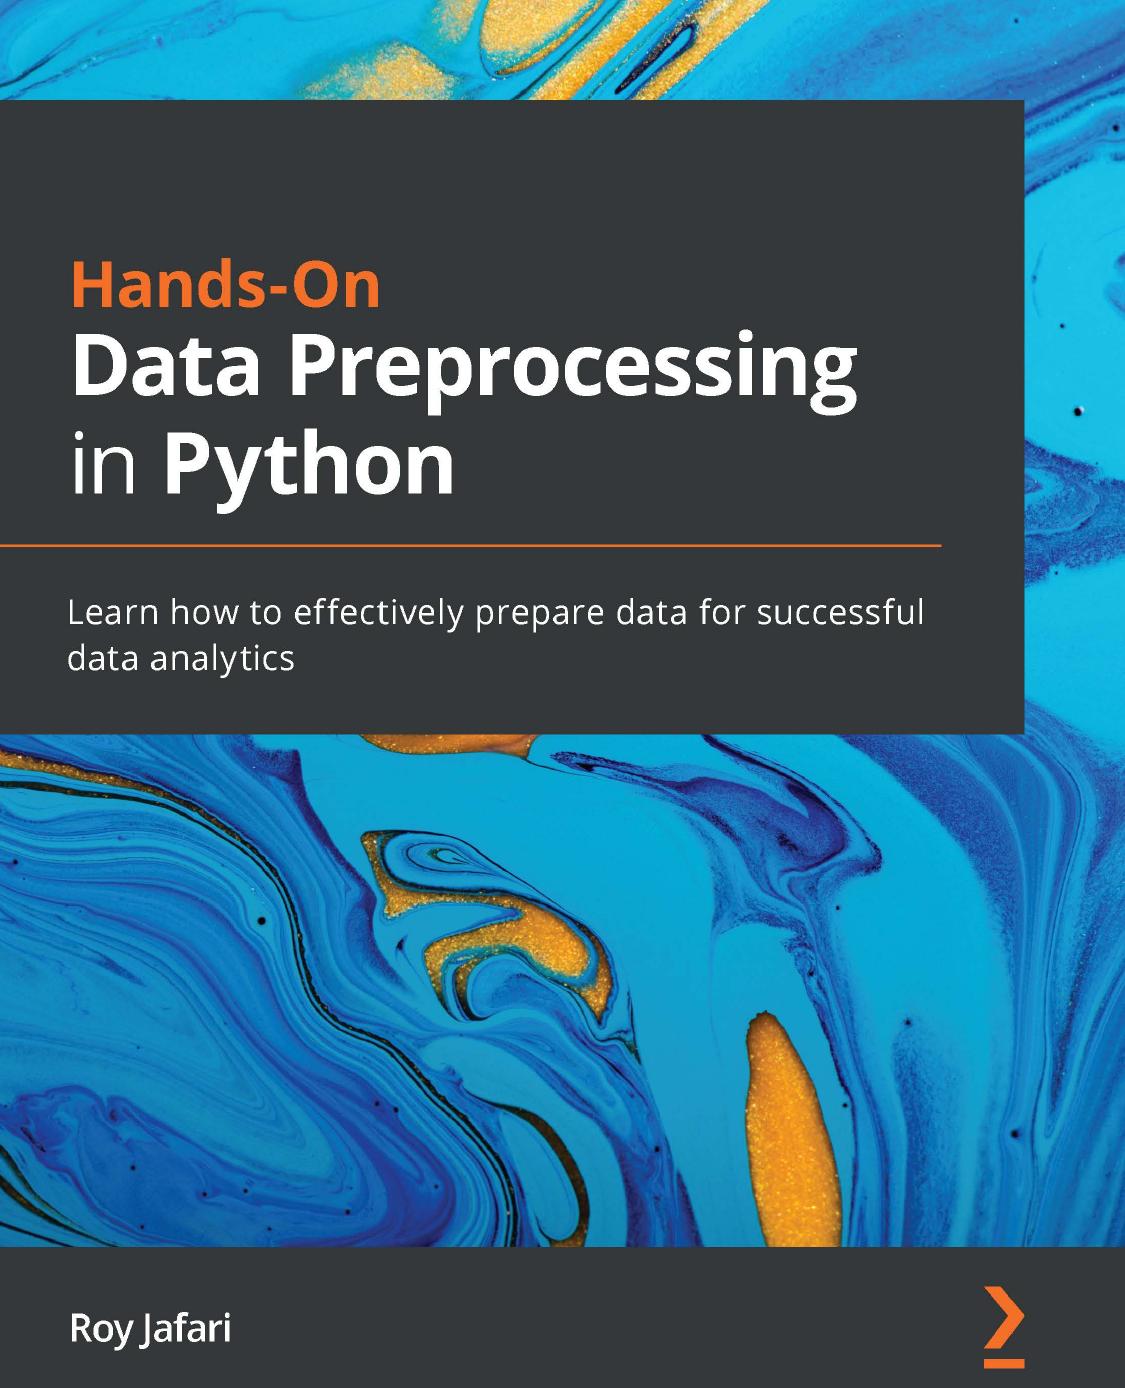 Hands-On
Data Preprocessing
in Python
Learn how to effectively prepare data for successful
data analytics
Roy Jafari